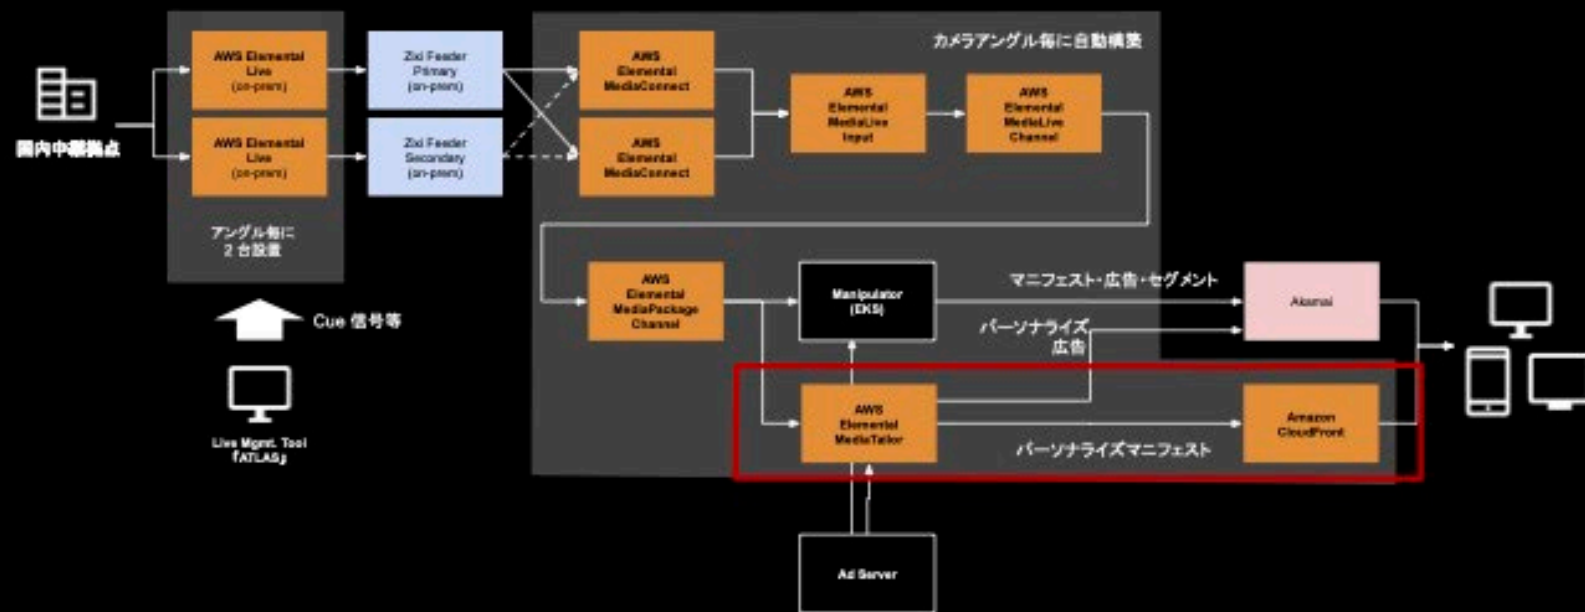 国内中継拠点
AWS Elemental
Live
(on-prem)
AWS Elemental
Live
(on-prem)
アングル毎に
2 台設置
Zixi Feeder
Primary
(on-prem)
Zixi Feeder
Secondary
(on-prem)
カメラアングル毎に自動構築
AWS
Elemental
MediaConnect
AWS
Elemental
MediaConnect
AWS
Elemental
MediaLive
Input
AWS
Elemental
MediaLive
Channel
Cue 信号等
Live Mgmt. Tool
「ATLAS」
AWS
Elemental
MediaPackage
Channel
Manipulator
(EKS)
マニフェスト・広告・セグメント
パーソナライズ
広告
Akamai
AWS
Elemental
MediaTailor
パーソナライズマニフェスト
Amazon
CloudFront
Ad Server